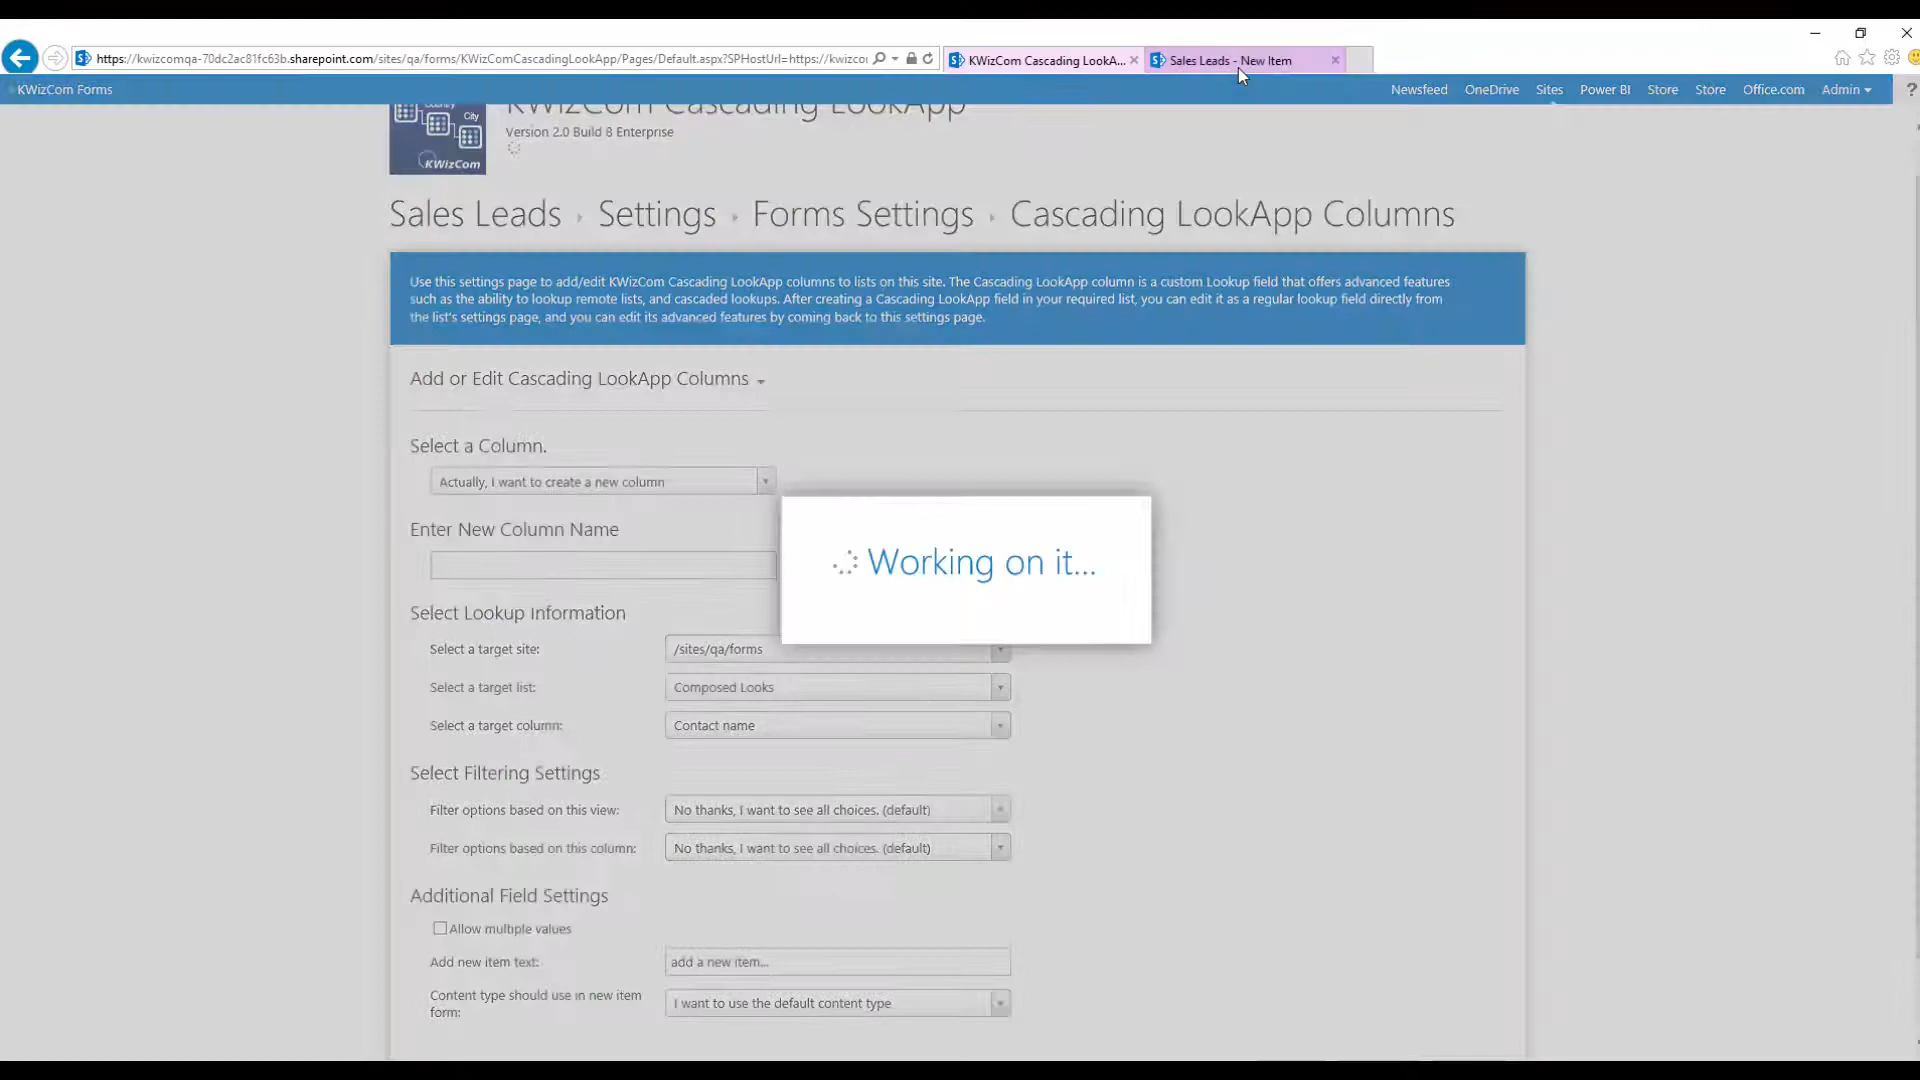 https://kwizcomqa-70dc2ac81fc63b.sharepoint.com/sites/qa/forms/KWizComCascadingLookApp/Pages/Default.aspx?SPHostUrl=https://kwizcor
KWizCom Cascading LookA...
Sales Leads - New Item
KWizCom Forms
Newsfeed
OneDrive
Sites
Power BI
Store
Store
Office.com
Admin
?
Country
City
KWizCom
KWizCom Cascading LookApp
Version 2.0 Build 8 Enterprise
Sales Leads
Settings
Forms Settings
Cascading LookApp Columns
Use this settings page to add/edit KWizCom Cascading LookApp columns to lists on this site. The Cascading LookApp column is a custom Lookup field that offers advanced features
such as the ability to lookup remote lists, and cascaded lookups. After creating a Cascading LookApp field in your required list, you can edit it as a regular lookup field directly from
the list's settings page, and you can edit its advanced features by coming back to this settings page.
Add or Edit Cascading LookApp Columns
Select a Column.
Actually, I want to create a new column
Enter New Column Name
Working on it...
Select Lookup Information
Select a target site:
/sites/qa/forms
Select a target list:
Composed Looks
Select a target column:
Contact name
Select Filtering Settings
Filter options based on this view:
No thanks, I want to see all choices. (default)
Filter options based on this column:
No thanks, I want to see all choices. (default)
Additional Field Settings
Allow multiple values
Add new item text:
add a new item...
Content type should use in new item
form:
I want to use the default content type